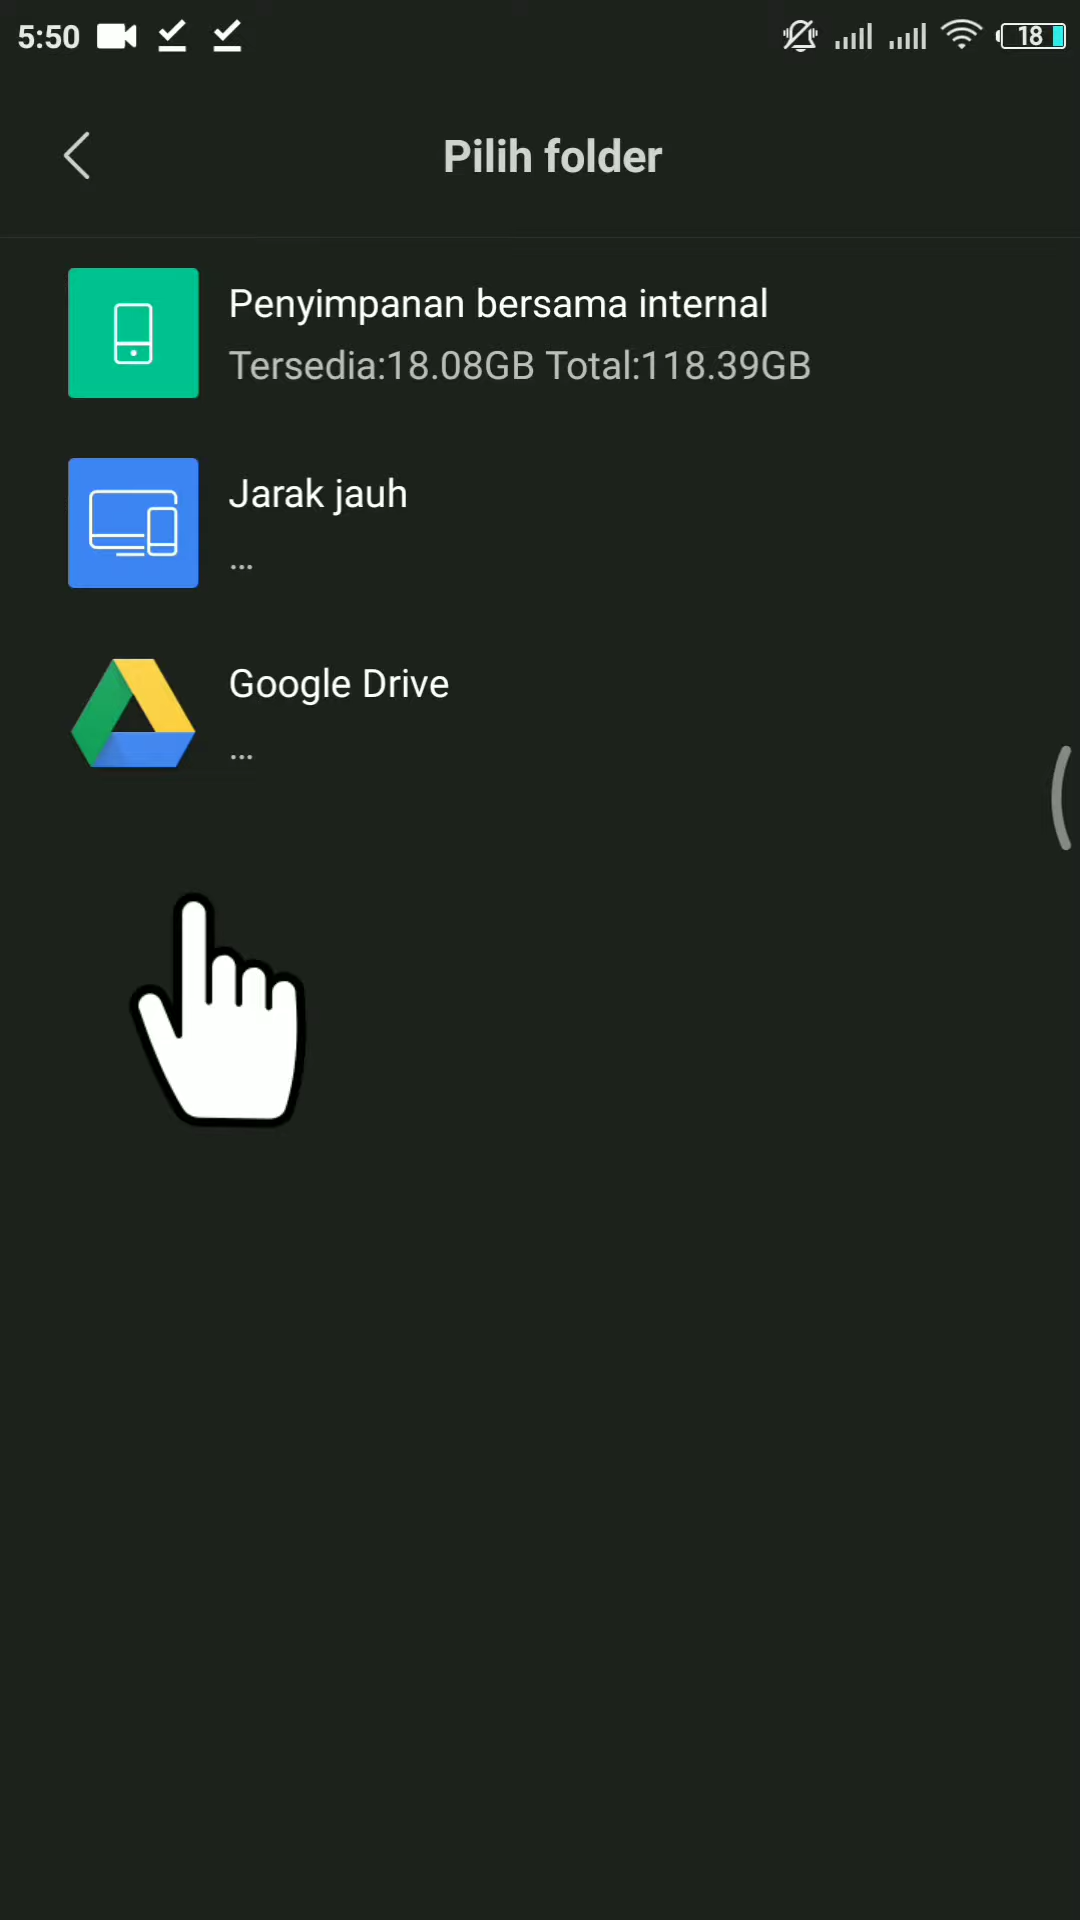 5:50
18
Pilih folder
Penyimpanan bersama internal
Tersedia:18.08GB Total:118.39GB
Jarak jauh
...
Google Drive
...